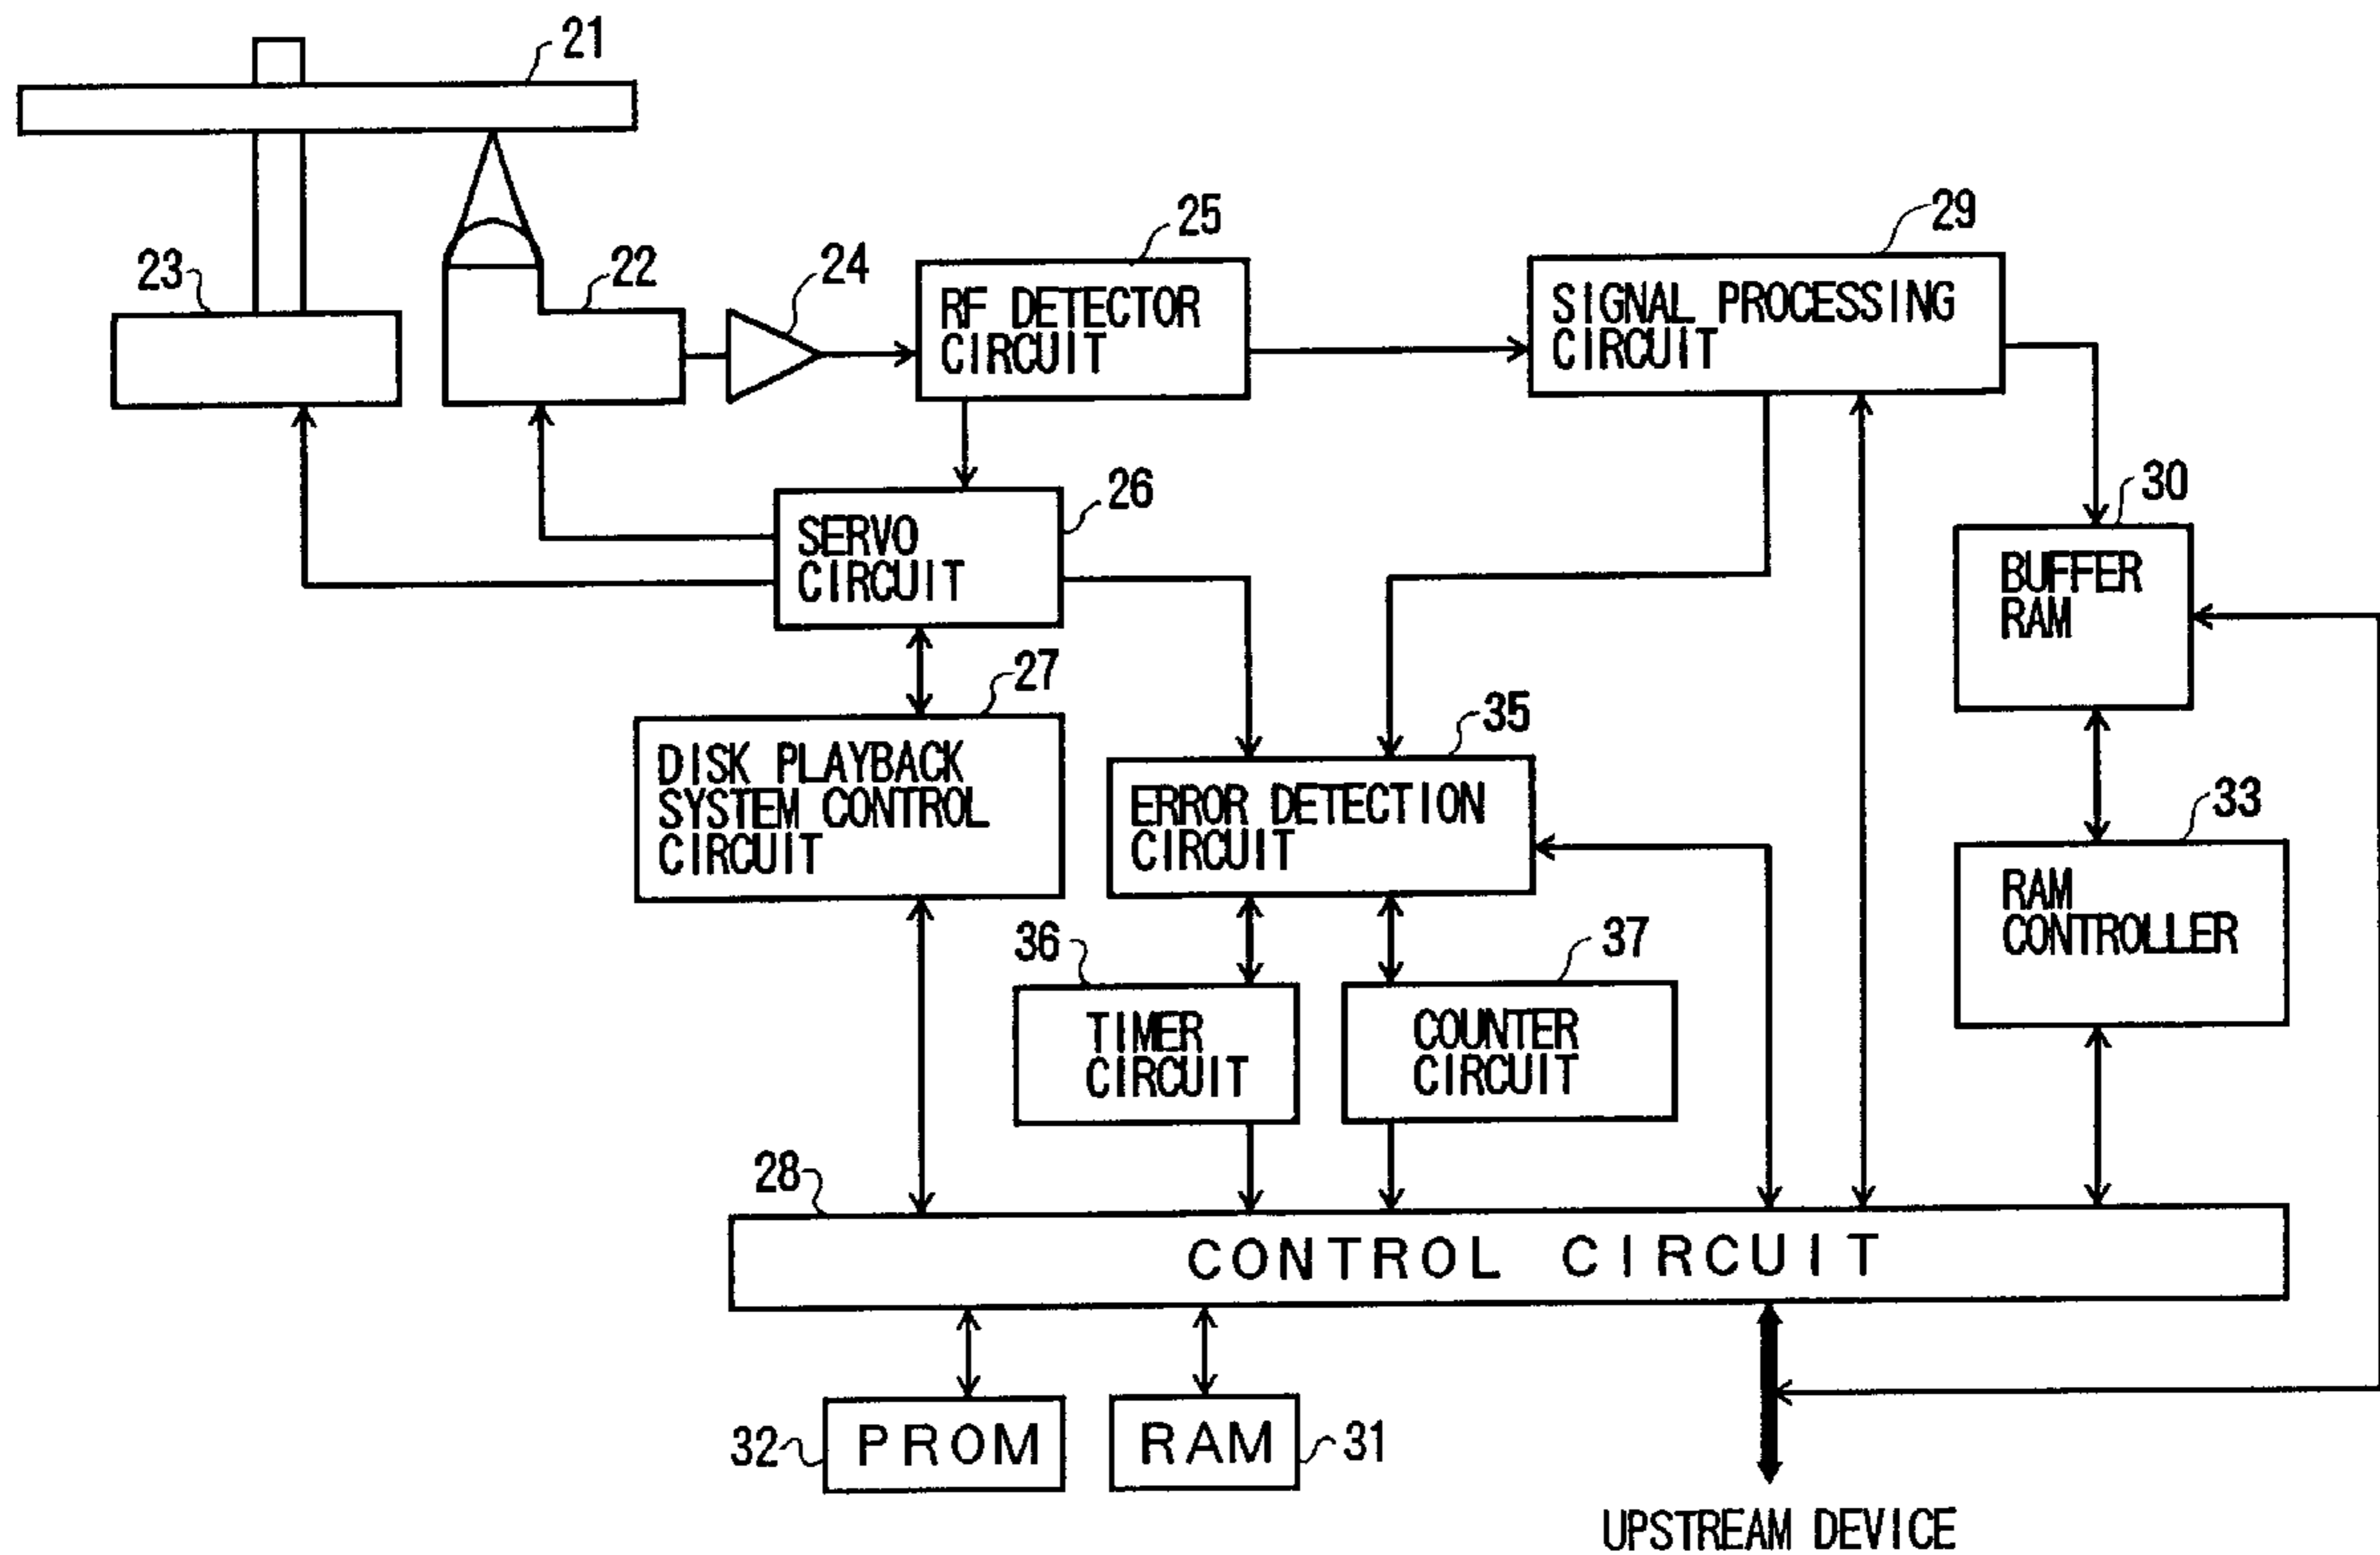 21
23
22
24
25
RF DETECTOR
CIRCUIT
29
SIGNAL PROCESSING
CIRCUIT
26
SERVO
CIRCUIT
30
BUFFER
RAM
27
DISK PLAYBACK
SYSTEM CONTROL
CIRCUIT
35
ERROR DETECTION
CIRCUIT
33
RAM
CONTROLLER
36
TIMER
CIRCUIT
37
COUNTER
CIRCUIT
28
CONTROL CIRCUIT
32
PROM
RAM
31
UPSTREAM DEVICE